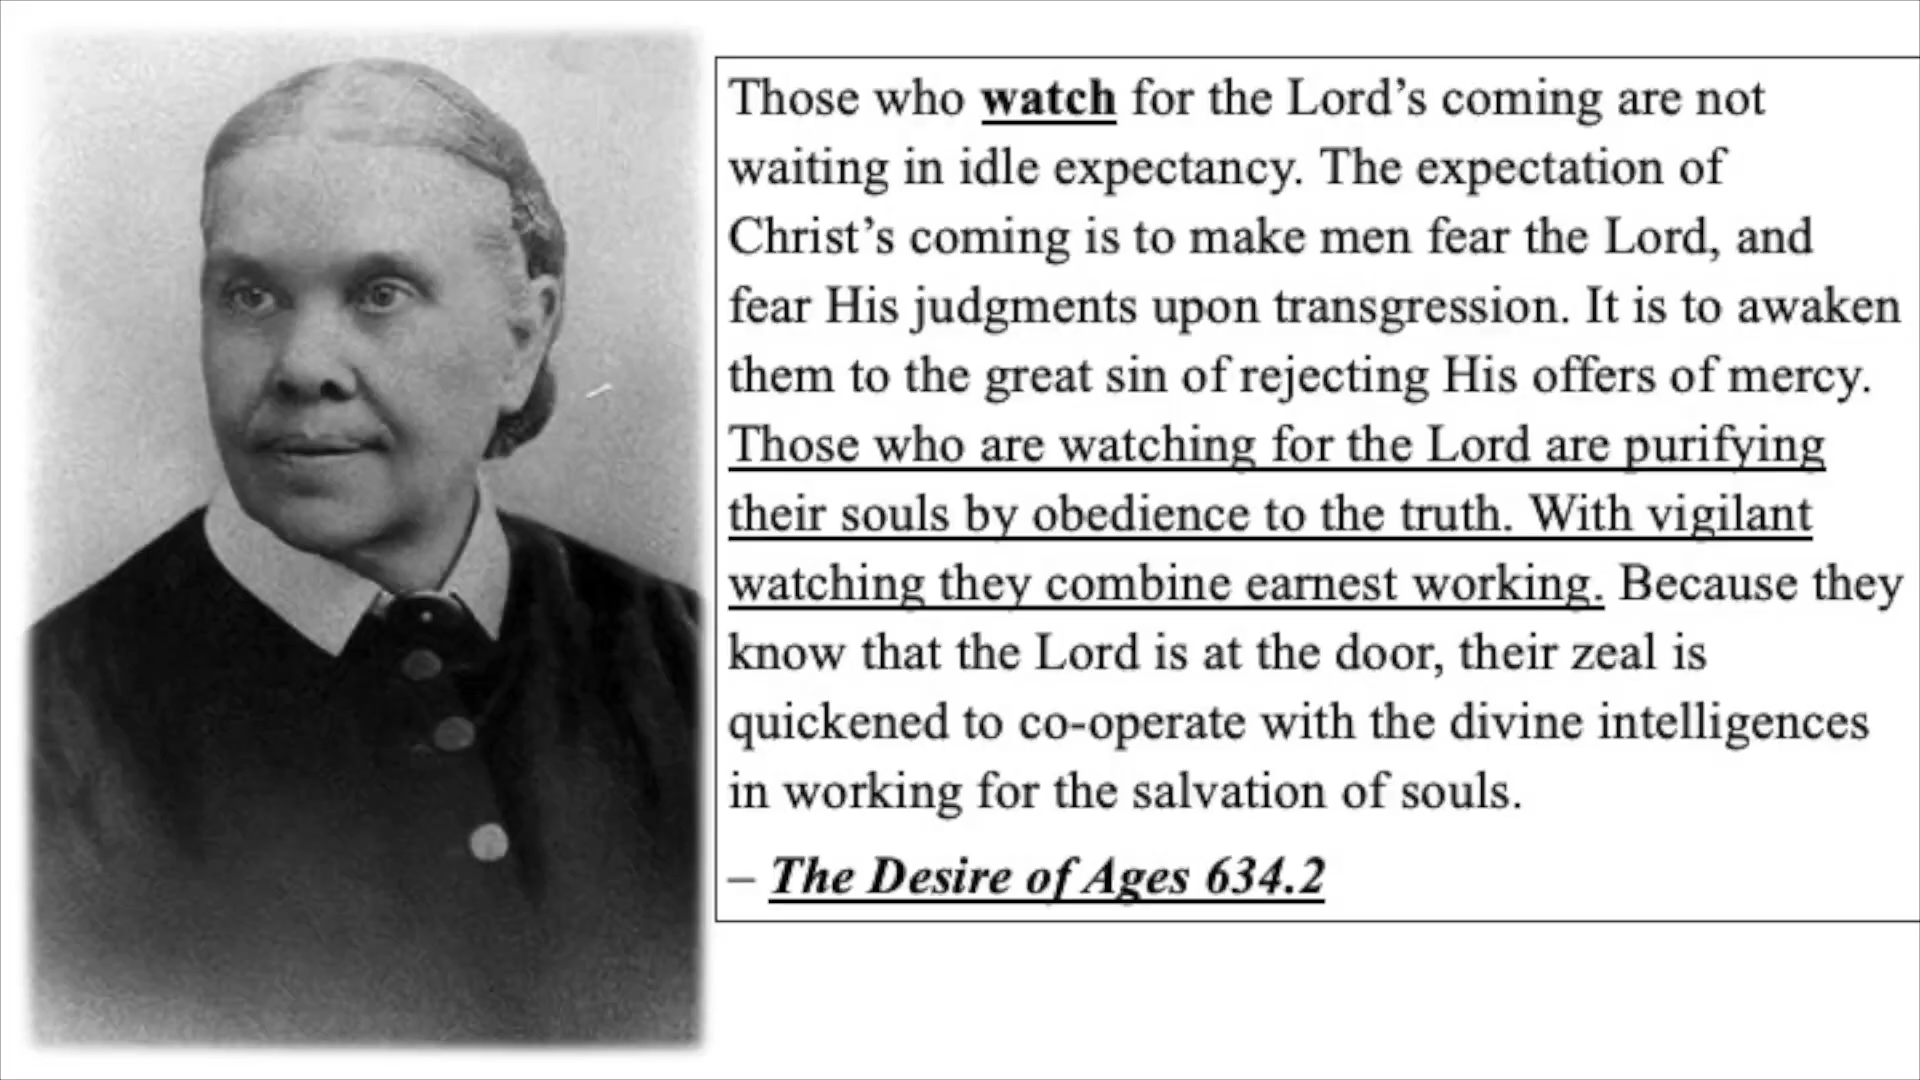 Those who watch for the Lord’s coming are not
waiting in idle expectancy. The expectation of
Christ’s coming is to make men fear the Lord, and
fear His judgments upon transgression. It is to awaken
them to the great sin of rejecting His offers of mercy.
Those who are watching for the Lord are purifying
their souls by obedience to the truth. With vigilant
watching they combine earnest working. Because they
know that the Lord is at the door, their zeal is
quickened to co-operate with the divine intelligences
in working for the salvation of souls.
– The Desire of Ages 634.2